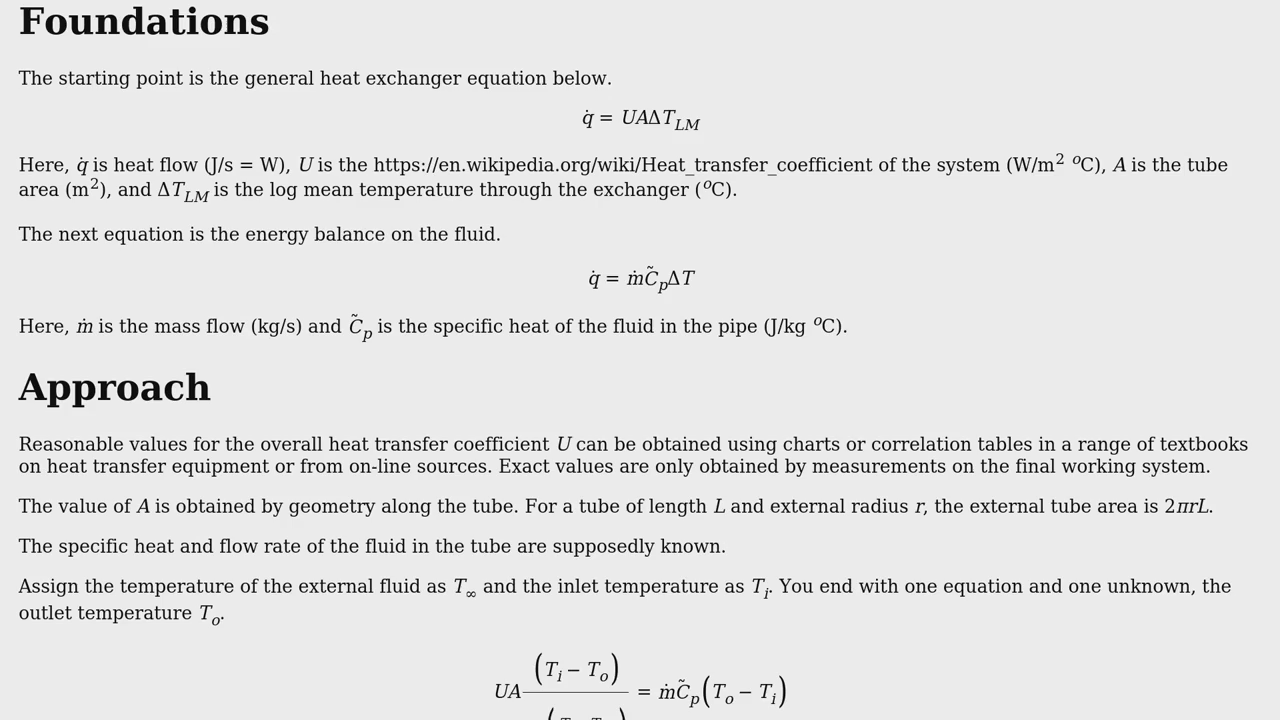 Foundations
The starting point is the general heat exchanger equation below.
q̇ = UAΔT_LM
Here, q̇ is heat flow (J/s = W), U is the https://en.wikipedia.org/wiki/Heat_transfer_coefficient of the system (W/m² ᵒC), A is the tube
area (m²), and ΔT_LM is the log mean temperature through the exchanger (ᵒC).
The next equation is the energy balance on the fluid.
q̇ = ṁC̃_pΔT
Here, ṁ is the mass flow (kg/s) and C̃_p is the specific heat of the fluid in the pipe (J/kg ᵒC).
Approach
Reasonable values for the overall heat transfer coefficient U can be obtained using charts or correlation tables in a range of textbooks
on heat transfer equipment or from on-line sources. Exact values are only obtained by measurements on the final working system.
The value of A is obtained by geometry along the tube. For a tube of length L and external radius r, the external tube area is 2πrL.
The specific heat and flow rate of the fluid in the tube are supposedly known.
Assign the temperature of the external fluid as T_∞ and the inlet temperature as T_i. You end with one equation and one unknown, the
outlet temperature T_o.
(T_i − T_o)
UA = ṁC̃_p(T_o − T_i)